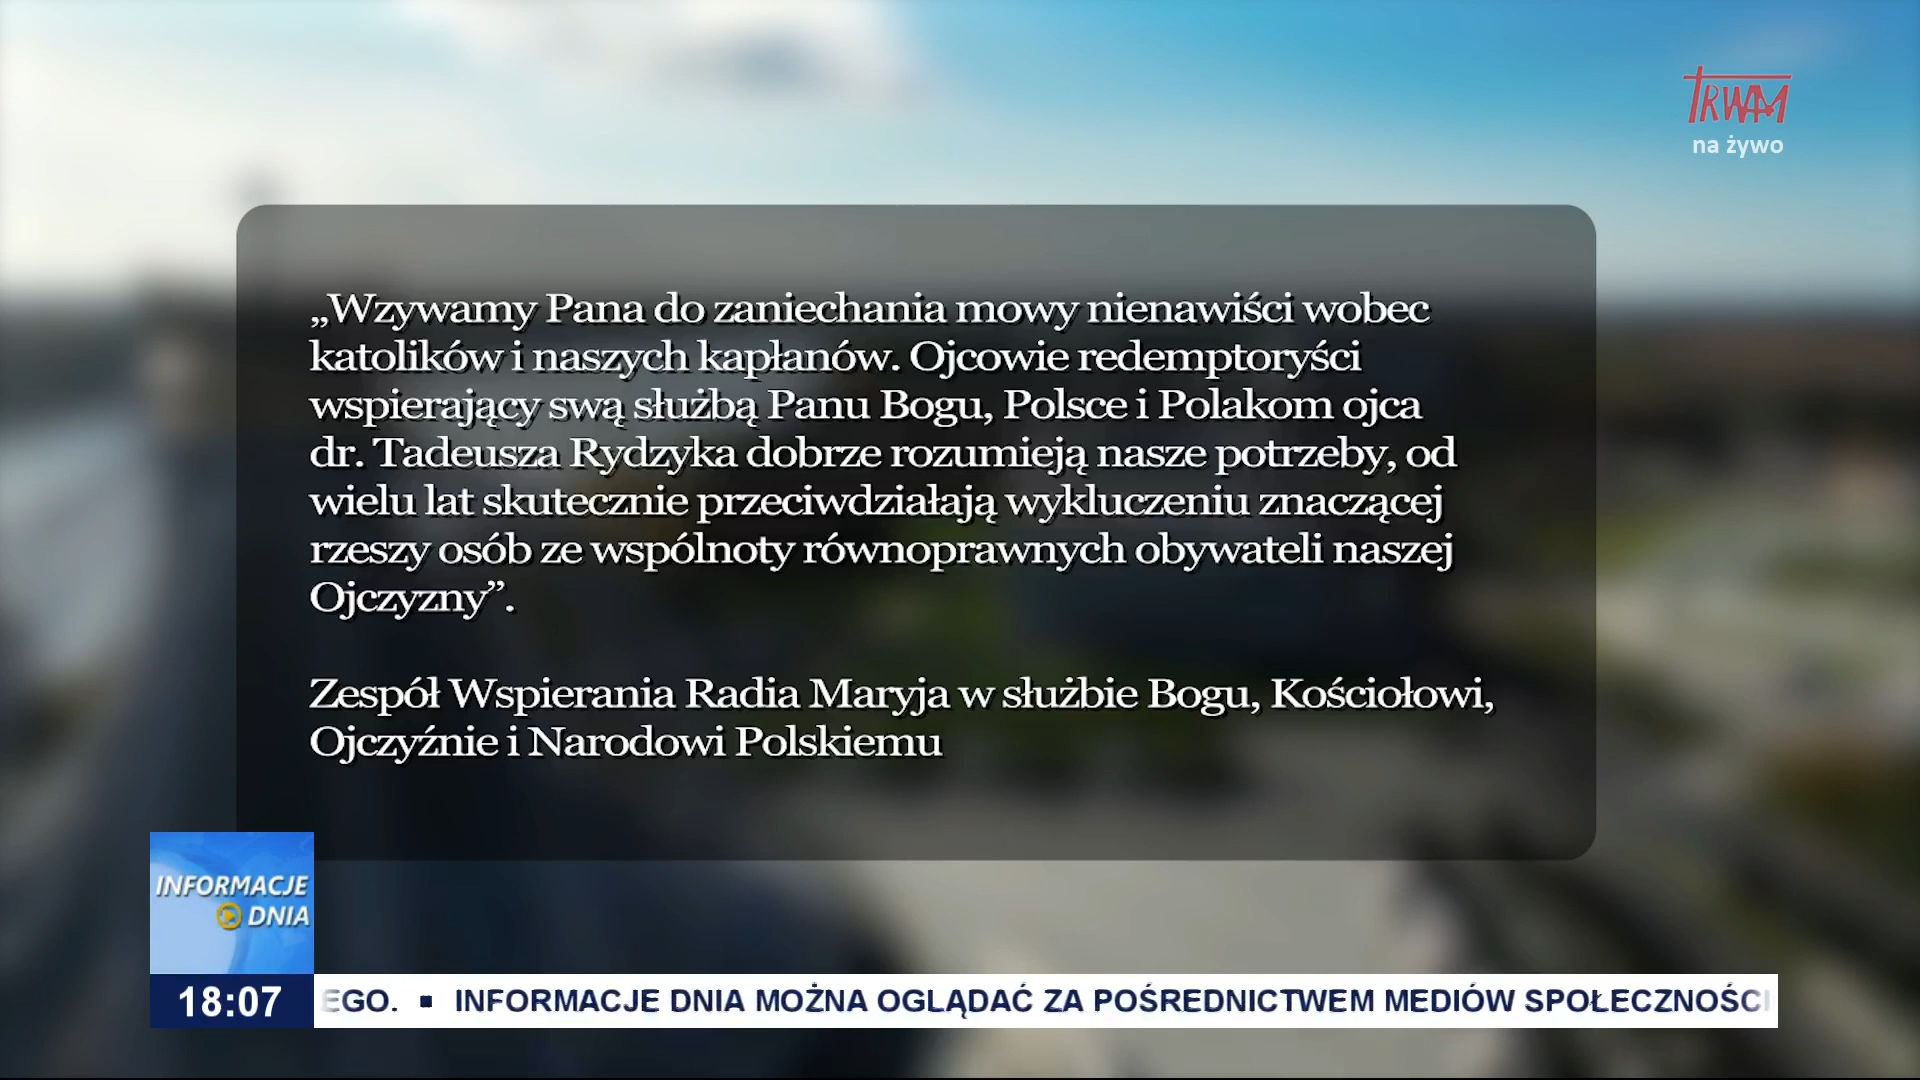 TRWAM
na żywo
„Wzywamy Pana do zaniechania mowy nienawiści wobec
katolików i naszych kapłanów. Ojcowie redemptoryści
wspierający swą służbą Panu Bogu, Polsce i Polakom ojca
dr. Tadeusza Rydzyka dobrze rozumieją nasze potrzeby, od
wielu lat skutecznie przeciwdziałają wykluczeniu znaczącej
rzeszy osób ze wspólnoty równoprawnych obywateli naszej
Ojczyzny”.
Zespół Wspierania Radia Maryja w służbie Bogu, Kościołowi,
Ojczyźnie i Narodowi Polskiemu
INFORMACJE
DNIA
18:07 EGO. ▪ INFORMACJE DNIA MOŻNA OGLĄDAĆ ZA POŚREDNICTWEM MEDIÓW SPOŁECZNOŚCI